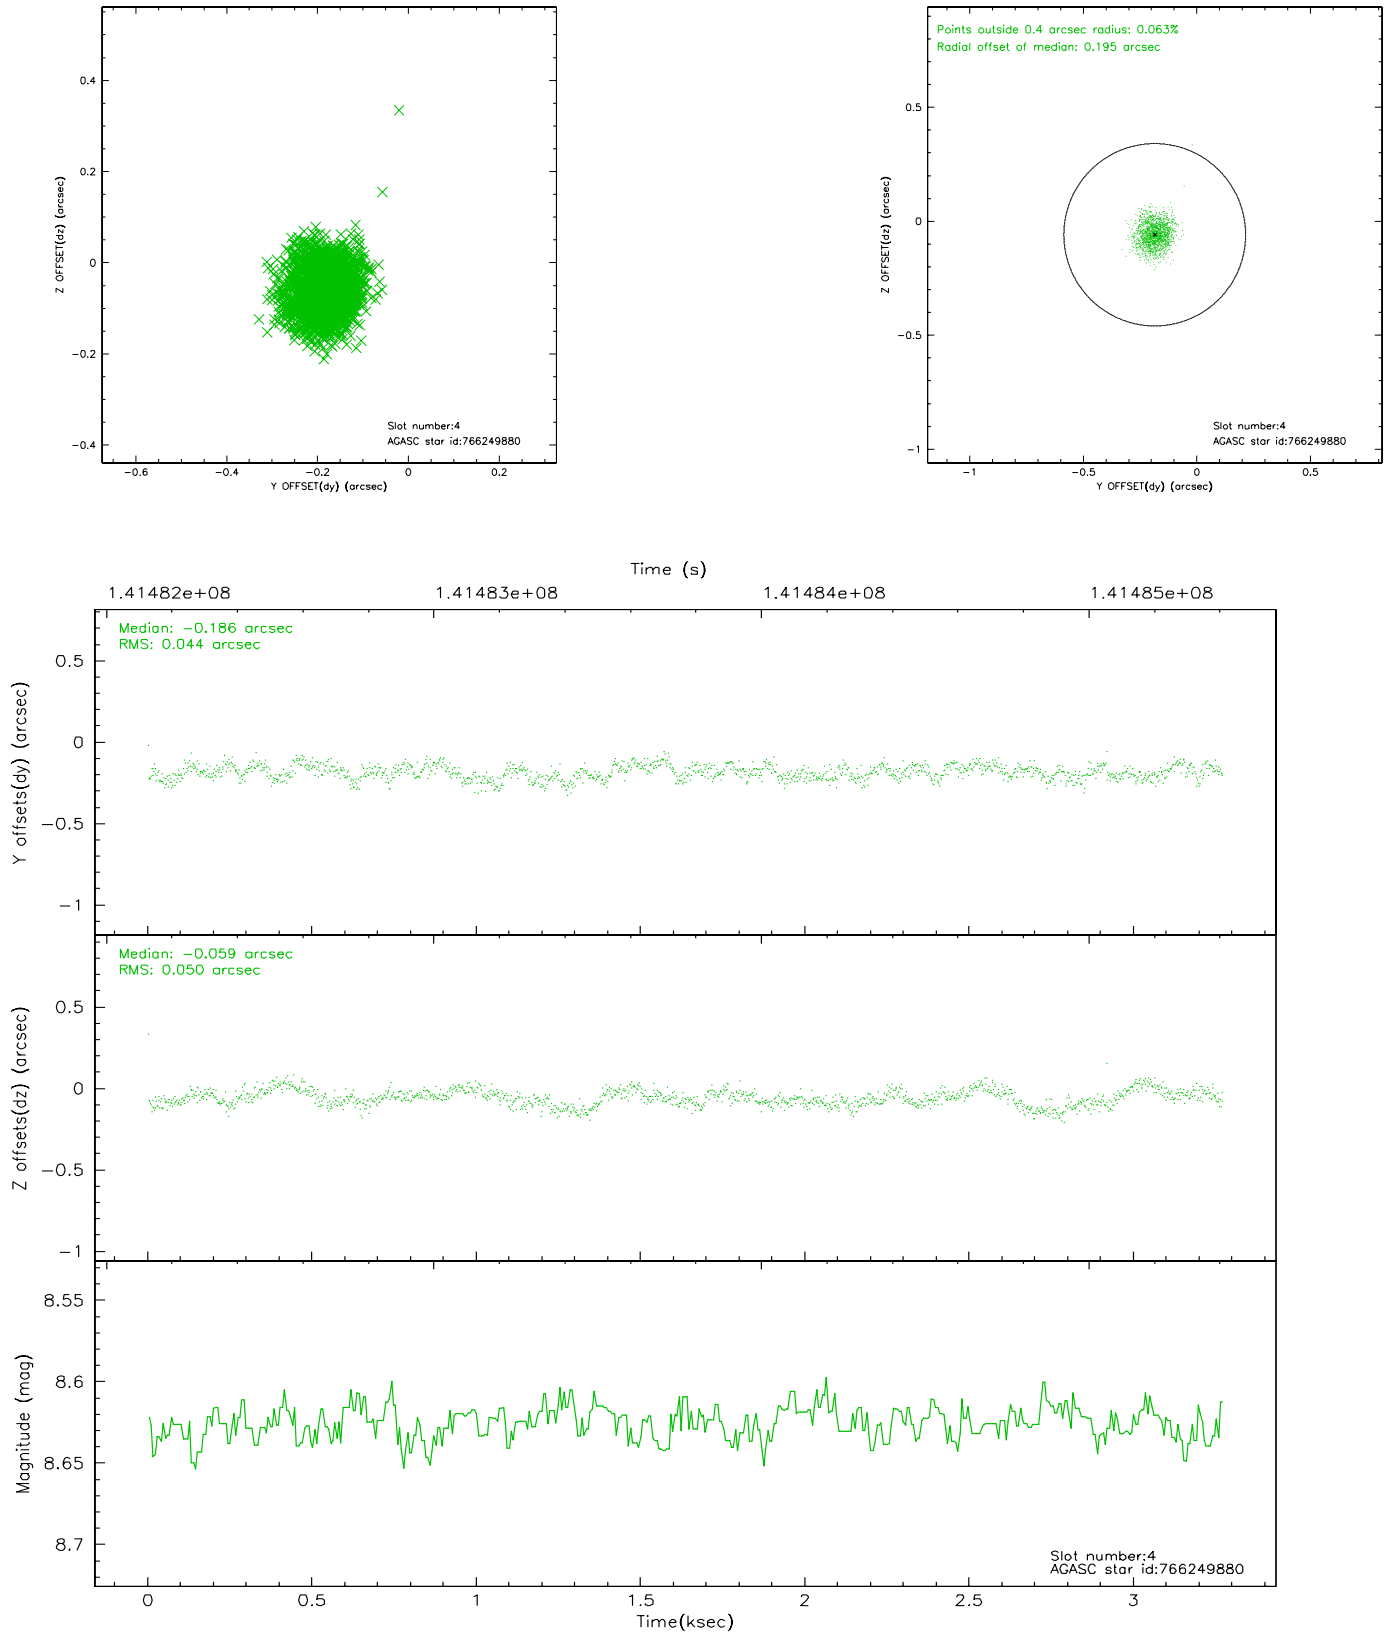 0.4
0.2
0
-0.2
-0.4
Z OFFSET(dz) (arcsec)
Slot number:4
AGASC star id:766249880
-0.6 -0.4 -0.2 0 0.2
Y OFFSET(dy) (arcsec)
Points outside 0.4 arcsec radius: 0.063%
Radial offset of median: 0.195 arcsec
0.5
0
-0.5
-1
Z OFFSET(dz) (arcsec)
Slot number:4
AGASC star id:766249880
-1 -0.5 0 0.5
Y OFFSET(dy) (arcsec)
Time (s)
1.41482e+08 1.41483e+08 1.41484e+08 1.41485e+08
Median: -0.186 arcsec
RMS: 0.044 arcsec
0.5
0
-0.5
-1
Y offsets(dy) (arcsec)
Median: -0.059 arcsec
RMS: 0.050 arcsec
0.5
0
-0.5
-1
Z offsets(dz) (arcsec)
8.55
8.6
8.65
8.7
Magnitude (mag)
Slot number:4
AGASC star id:766249880
0 0.5 1 1.5 2 2.5 3
Time(ksec)